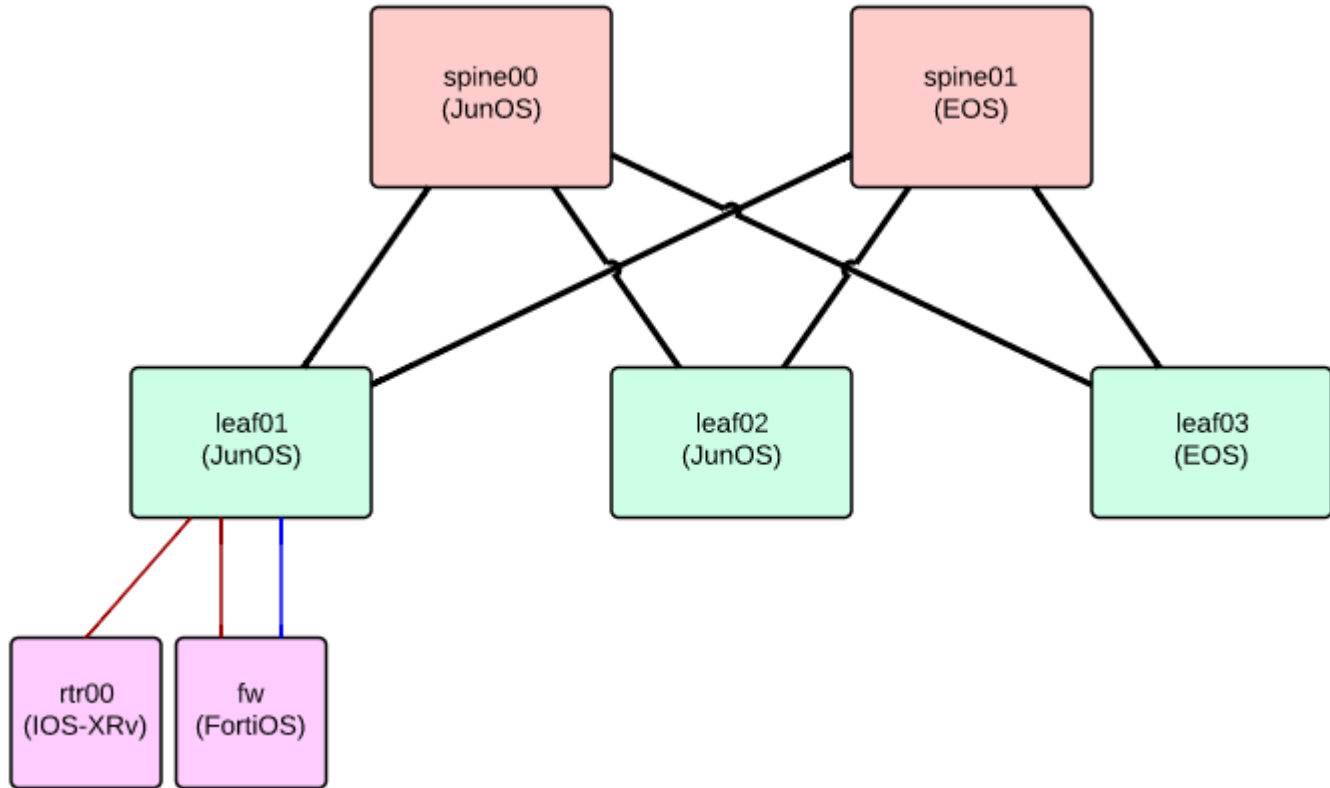 spine00
(JunOS)
spine01
(EOS)
leaf01
(JunOS)
leaf02
(JunOS)
leaf03
(EOS)
rtr00
(IOS-XRv)
fw
(FortiOS)